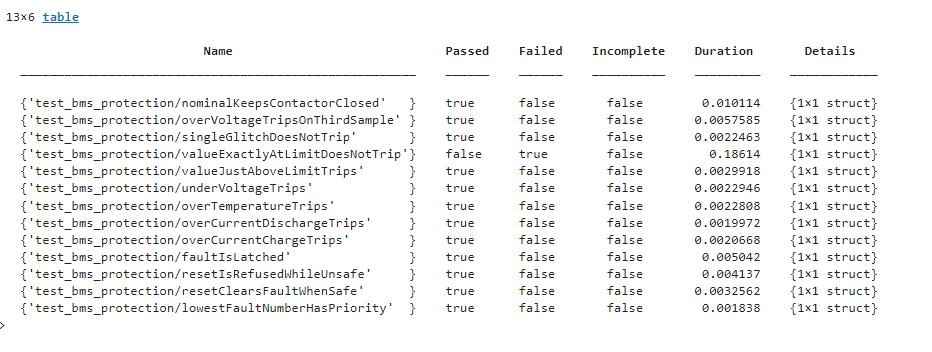 13×6 table
Name Passed Failed Incomplete Duration Details
{'test_bms_protection/nominalKeepsContactorClosed' } true false false 0.010114 {1×1 struct}
{'test_bms_protection/overVoltageTripsOnThirdSample' } true false false 0.0057585 {1×1 struct}
{'test_bms_protection/singleGlitchDoesNotTrip' } true false false 0.0022463 {1×1 struct}
{'test_bms_protection/valueExactlyAtLimitDoesNotTrip'} false true false 0.18614 {1×1 struct}
{'test_bms_protection/valueJustAboveLimitTrips' } true false false 0.0029918 {1×1 struct}
{'test_bms_protection/underVoltageTrips' } true false false 0.0022946 {1×1 struct}
{'test_bms_protection/overTemperatureTrips' } true false false 0.0022808 {1×1 struct}
{'test_bms_protection/overCurrentDischargeTrips' } true false false 0.0019972 {1×1 struct}
{'test_bms_protection/overCurrentChargeTrips' } true false false 0.0020668 {1×1 struct}
{'test_bms_protection/faultIsLatched' } true false false 0.005042 {1×1 struct}
{'test_bms_protection/resetIsRefusedWhileUnsafe' } true false false 0.004137 {1×1 struct}
{'test_bms_protection/resetClearsFaultWhenSafe' } true false false 0.0032562 {1×1 struct}
{'test_bms_protection/lowestFaultNumberHasPriority' } true false false 0.001838 {1×1 struct}
>